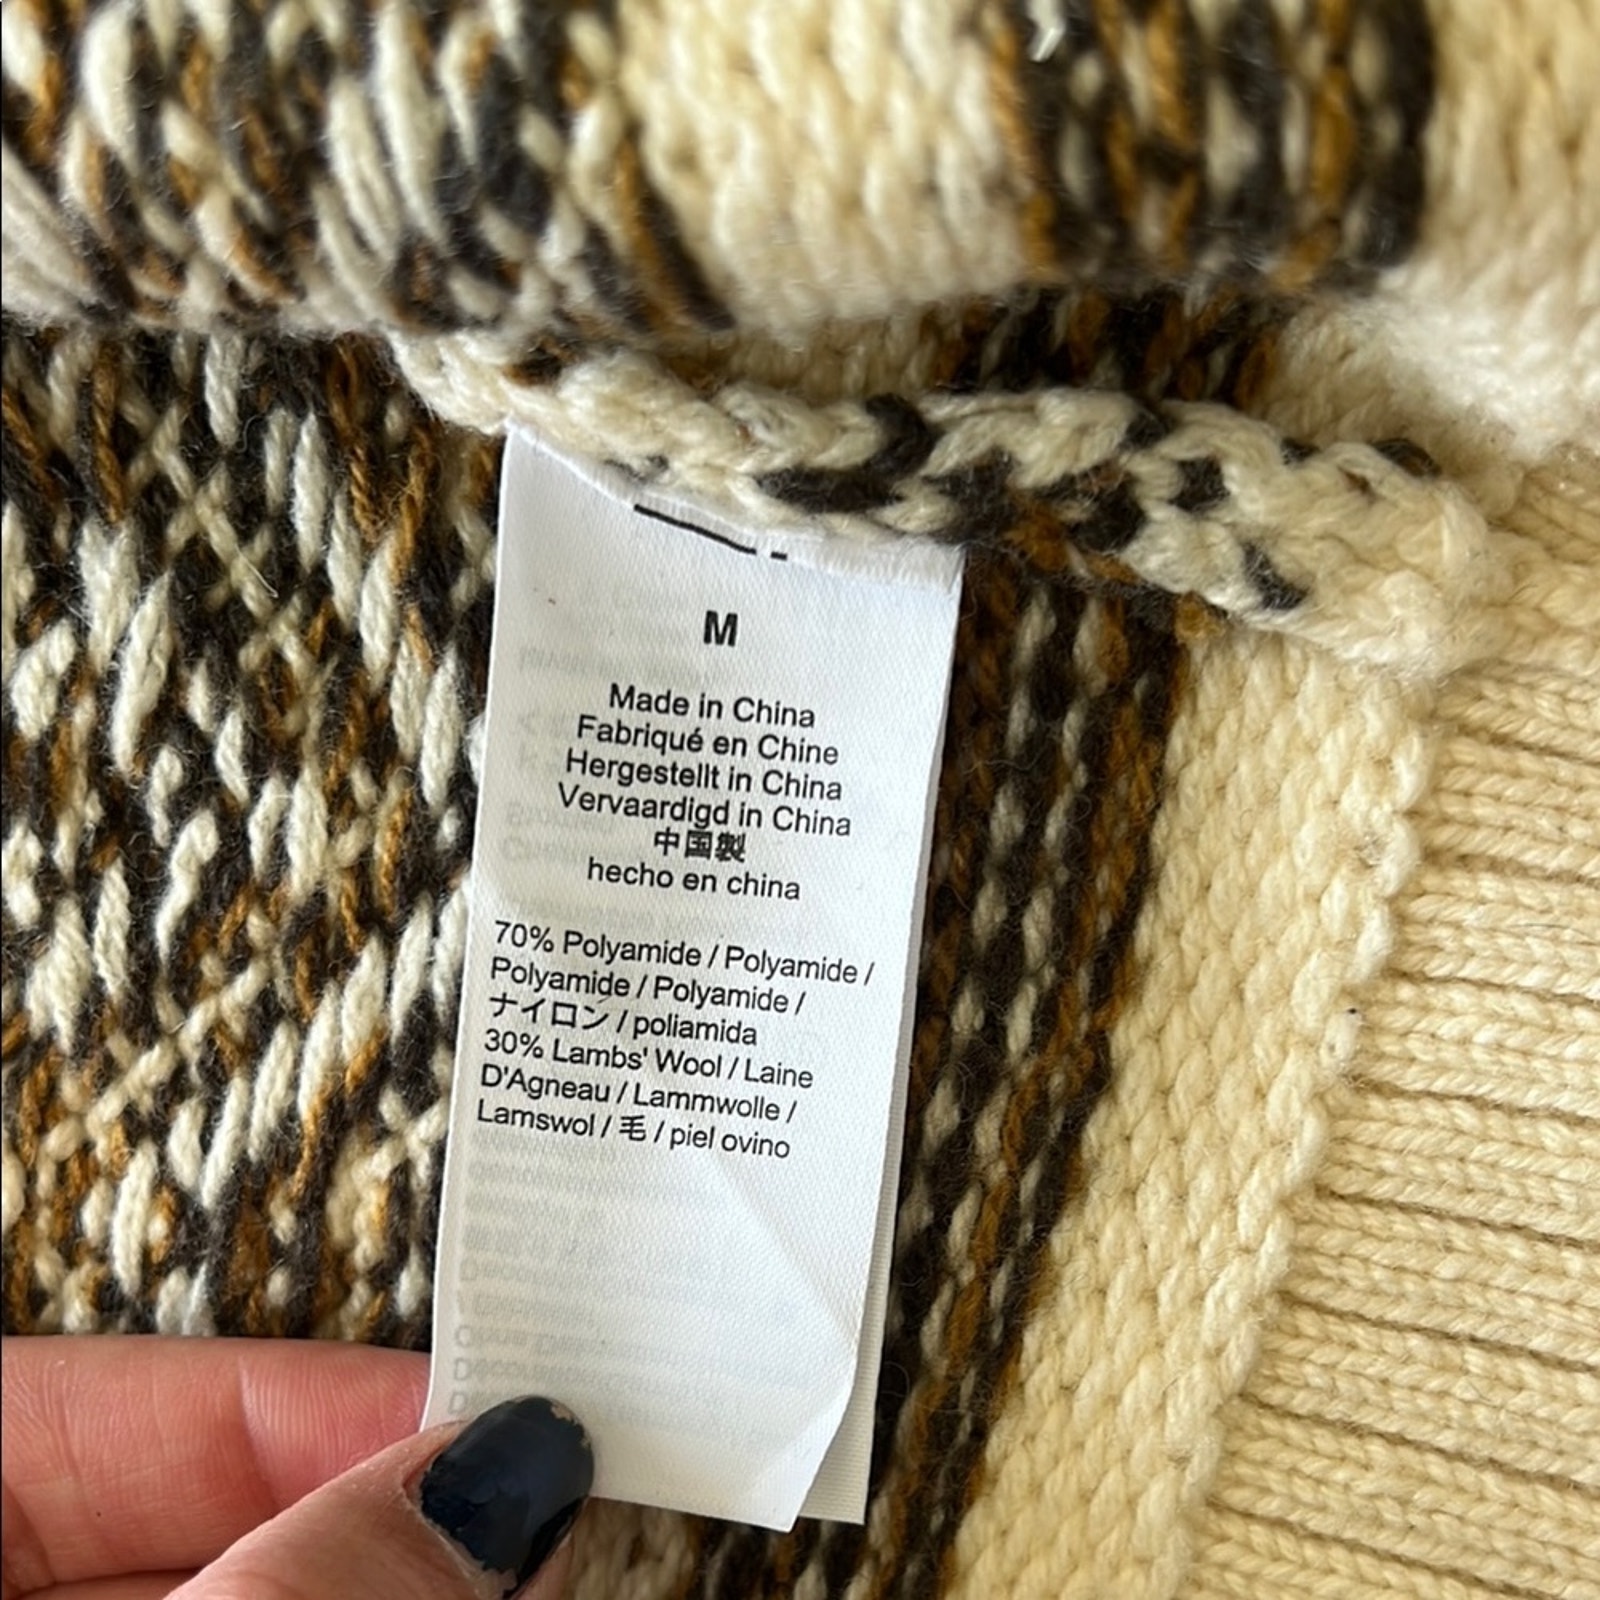 M
Made in China
Fabriqué en Chine
Hergestellt in China
Vervaardigd in China
中国製
hecho en china
70% Polyamide / Polyamide /
Polyamide / Polyamide /
ナイロン / poliamida
30% Lambs' Wool / Laine
D'Agneau / Lammwolle /
Lamswol / 毛 / piel ovino